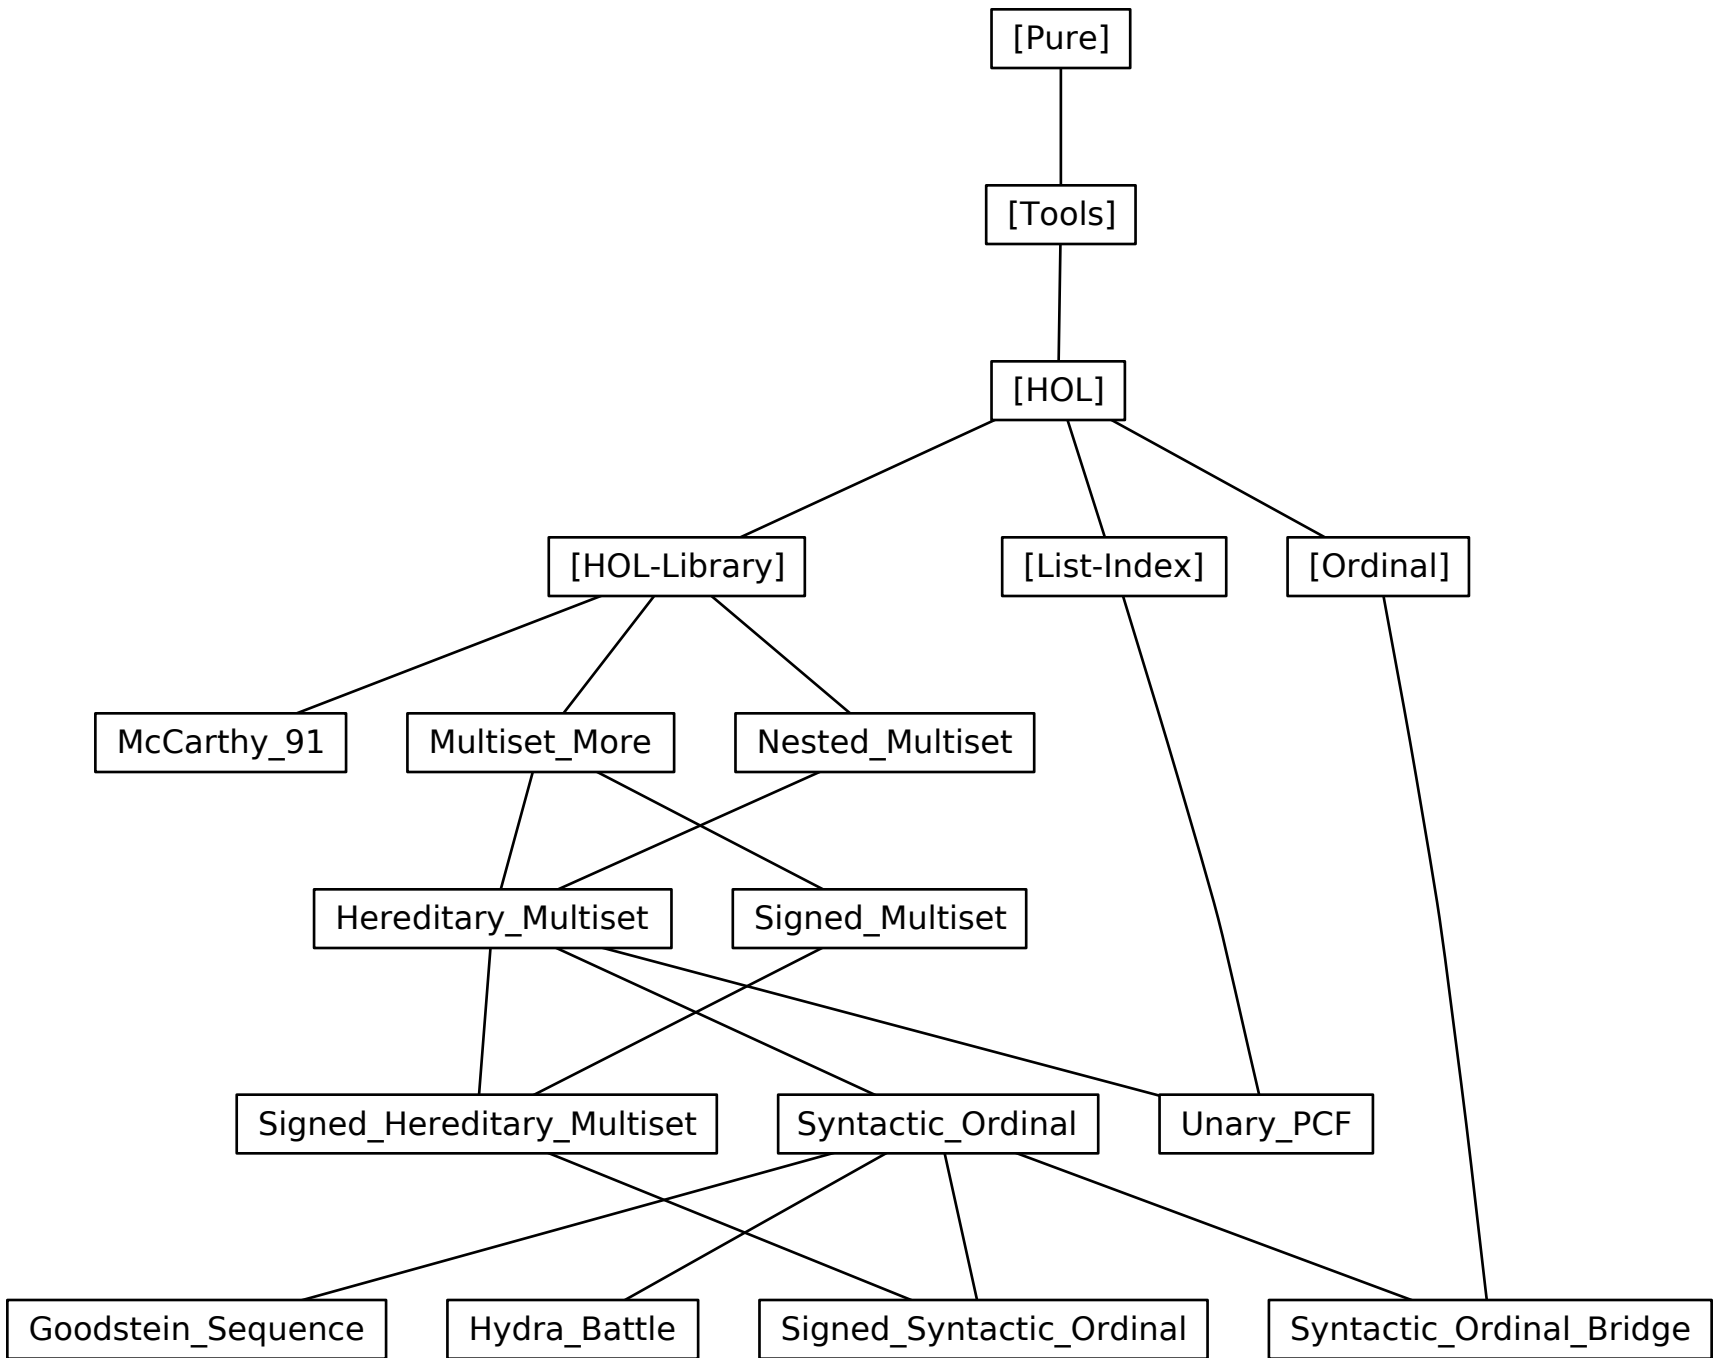 [Pure]
[Tools]
[HOL]
[HOL-Library]
[List-Index]
[Ordinal]
McCarthy_91
Multiset_More
Nested_Multiset
Hereditary_Multiset
Signed_Multiset
Signed_Hereditary_Multiset
Syntactic_Ordinal
Unary_PCF
Goodstein_Sequence
Hydra_Battle
Signed_Syntactic_Ordinal
Syntactic_Ordinal_Bridge